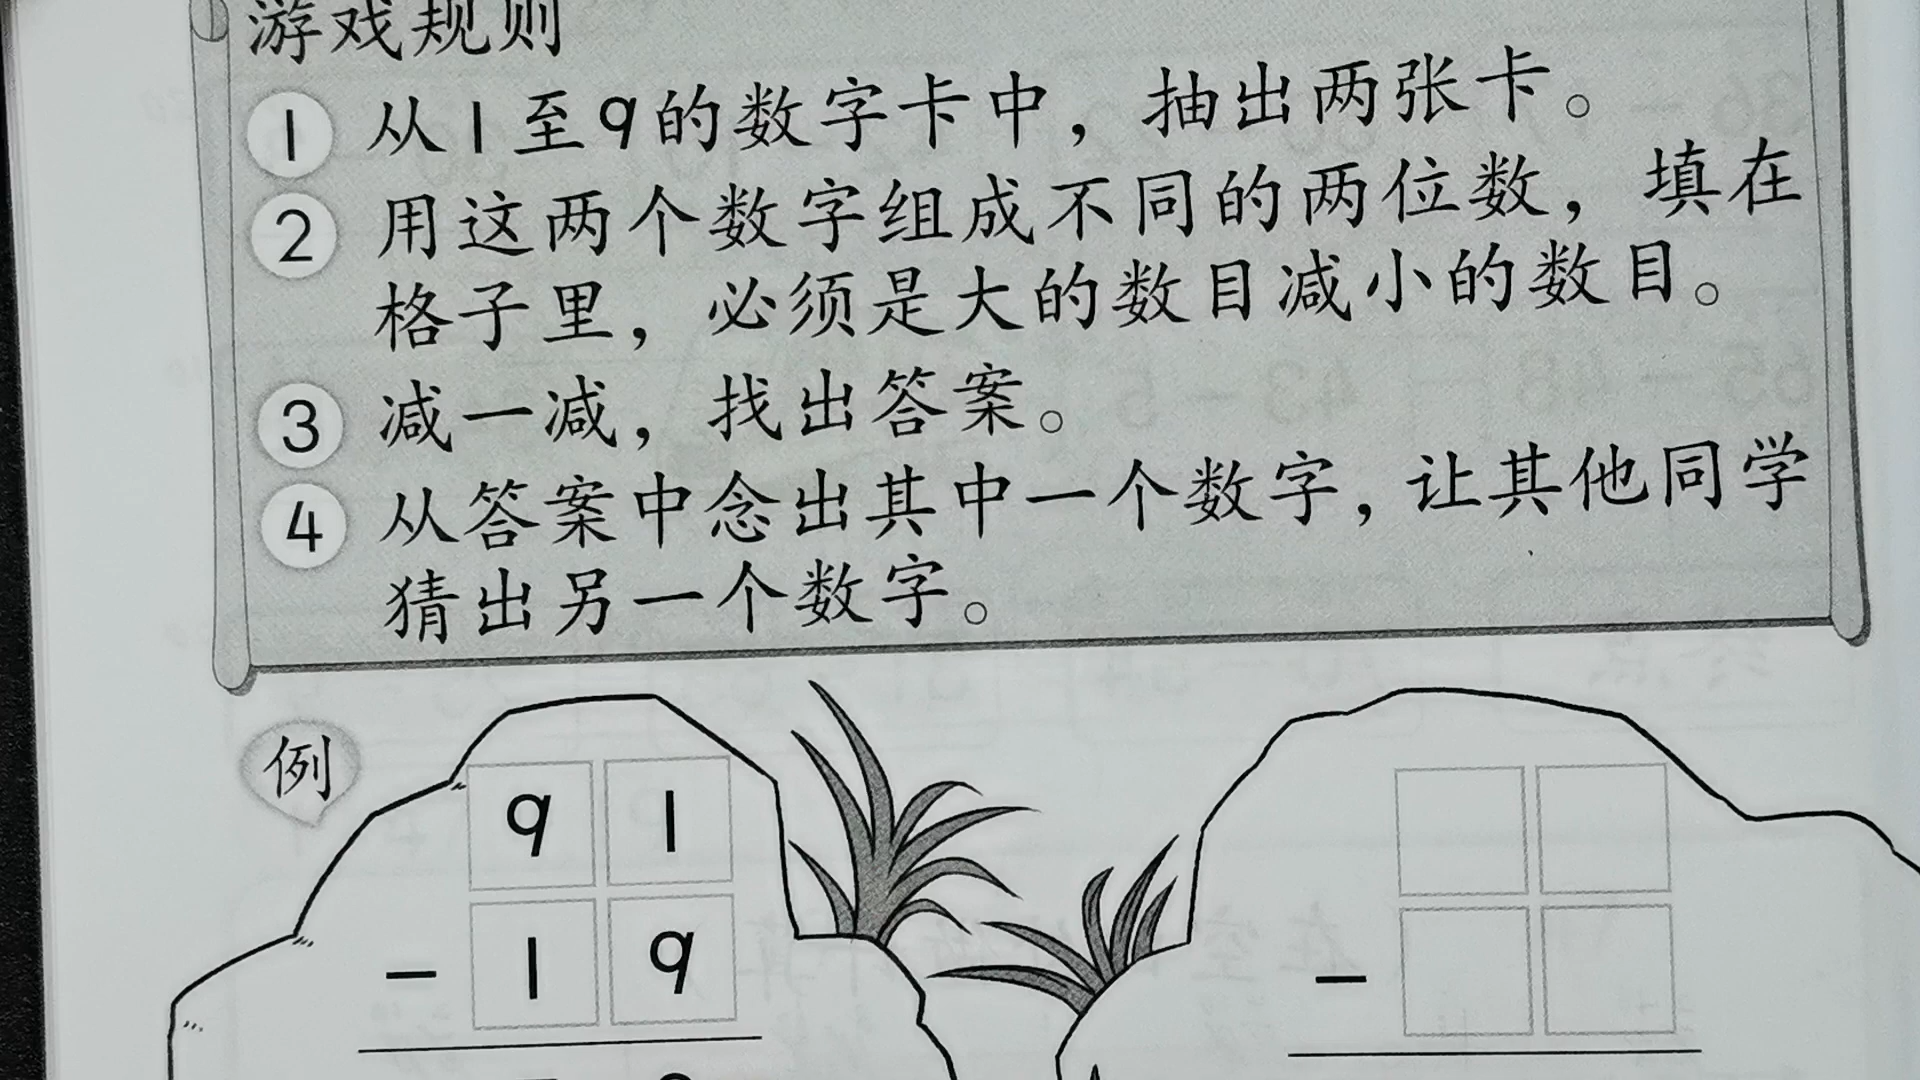 游戏规则
1 从1至9的数字卡中，抽出两张卡。
2 用这两个数字组成不同的两位数，填在
格子里，必须是大的数目减小的数目。
3 减一减，找出答案。
4 从答案中念出其中一个数字，让其他同学
猜出另一个数字。
例
9 1
- 1 9
-